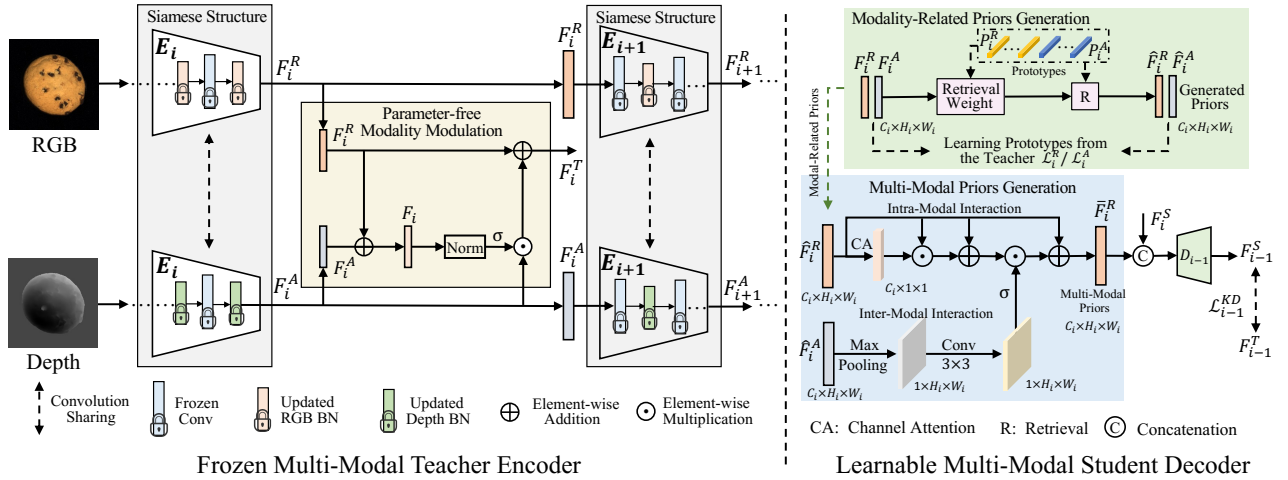 Siamese Structure
E_i
F_i^R
RGB
Parameter-free
Modality Modulation
F_i^R
F_i^T
F_i
Norm
σ
F_i^A
F_i^R
Siamese Structure
E_{i+1}
F_{i+1}^R
E_i
F_i^A
F_i^A
E_{i+1}
F_{i+1}^A
Depth
Convolution
Sharing
Frozen
Conv
Updated
RGB BN
Updated
Depth BN
Element-wise
Addition
Element-wise
Multiplication
Frozen Multi-Modal Teacher Encoder
Modality-Related Priors Generation
P_i^R
P_i^A
Prototypes
F_i^R F_i^A
Retrieval
Weight
R
F̂_i^R F̂_i^A
Generated
Priors
C_i×H_i×W_i
C_i×H_i×W_i
Learning Prototypes from
the Teacher ℒ_i^R/ℒ_i^A
Modal-Related Priors
Multi-Modal Priors Generation
Intra-Modal Interaction
F̂_i^R
CA
C_i×H_i×W_i
C_i×1×1
F̄_i^R
F_i^S
C
D_{i−1}
F_{i−1}^S
Multi-Modal
Priors
C_i×H_i×W_i
σ
ℒ_{i−1}^{KD}
F_{i−1}^T
Inter-Modal Interaction
F̂_i^A
Max
Pooling
Conv
3×3
C_i×H_i×W_i
1×H_i×W_i
1×H_i×W_i
CA: Channel Attention
R: Retrieval
C Concatenation
Learnable Multi-Modal Student Decoder